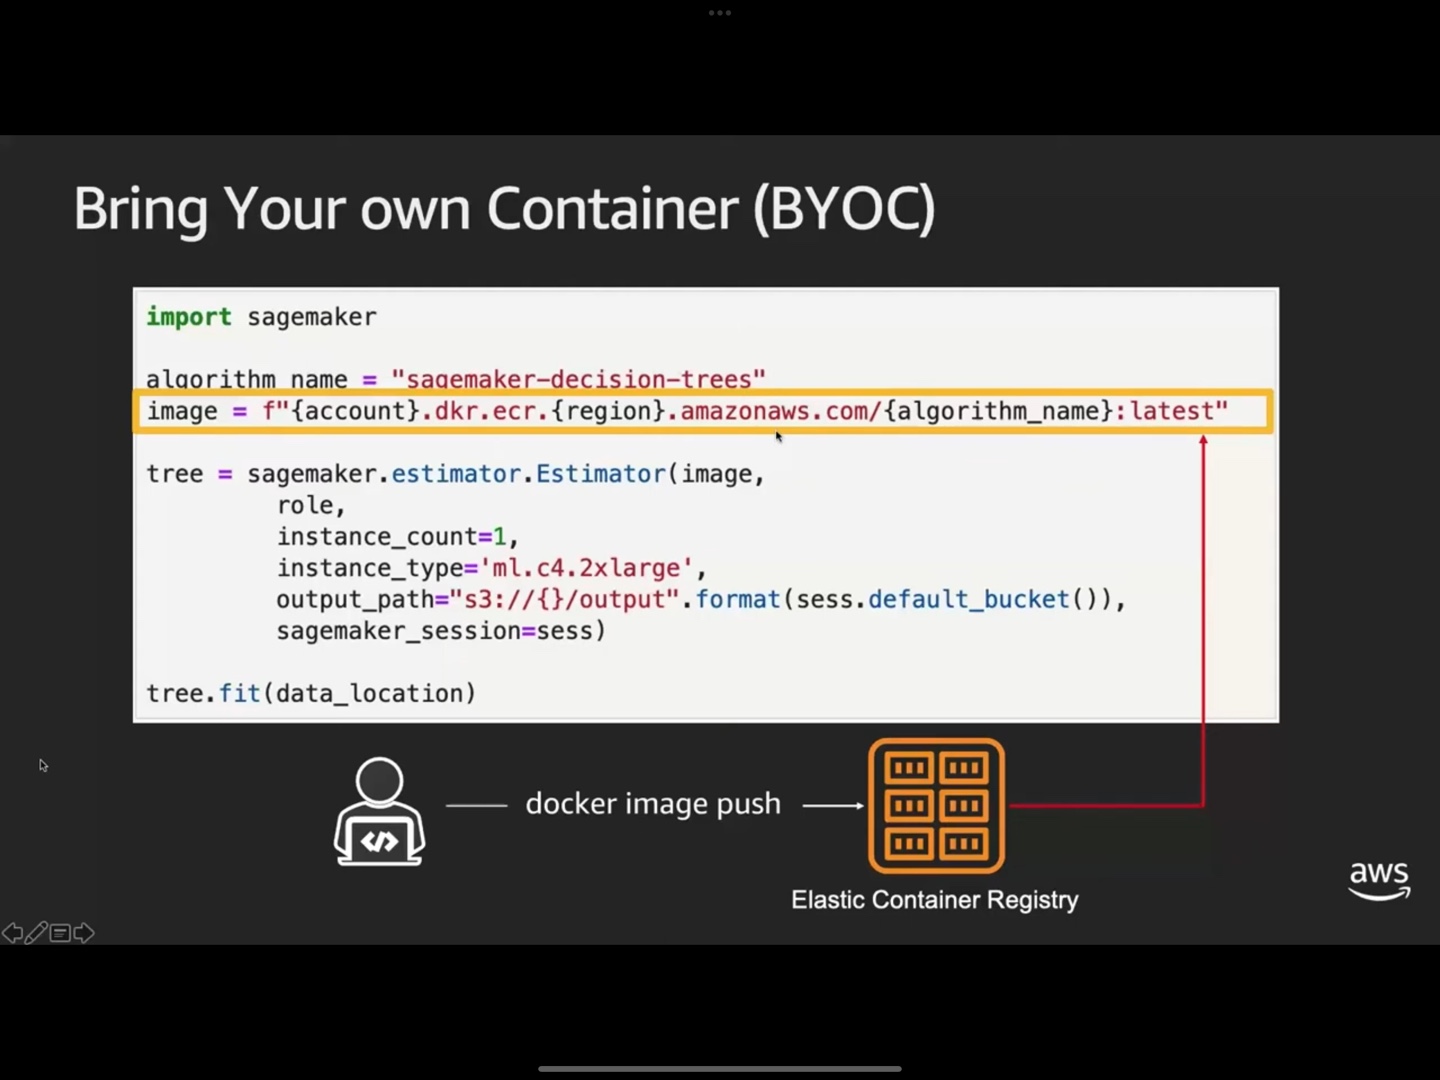 Bring Your own Container (BYOC)
import sagemaker
algorithm_name = "sagemaker-decision-trees"
image = f"{account}.dkr.ecr.{region}.amazonaws.com/{algorithm_name}:latest"
tree = sagemaker.estimator.Estimator(image,
role,
instance_count=1,
instance_type='ml.c4.2xlarge',
output_path="s3://{}/output".format(sess.default_bucket()),
sagemaker_session=sess)
tree.fit(data_location)
</>
docker image push
Elastic Container Registry
aws